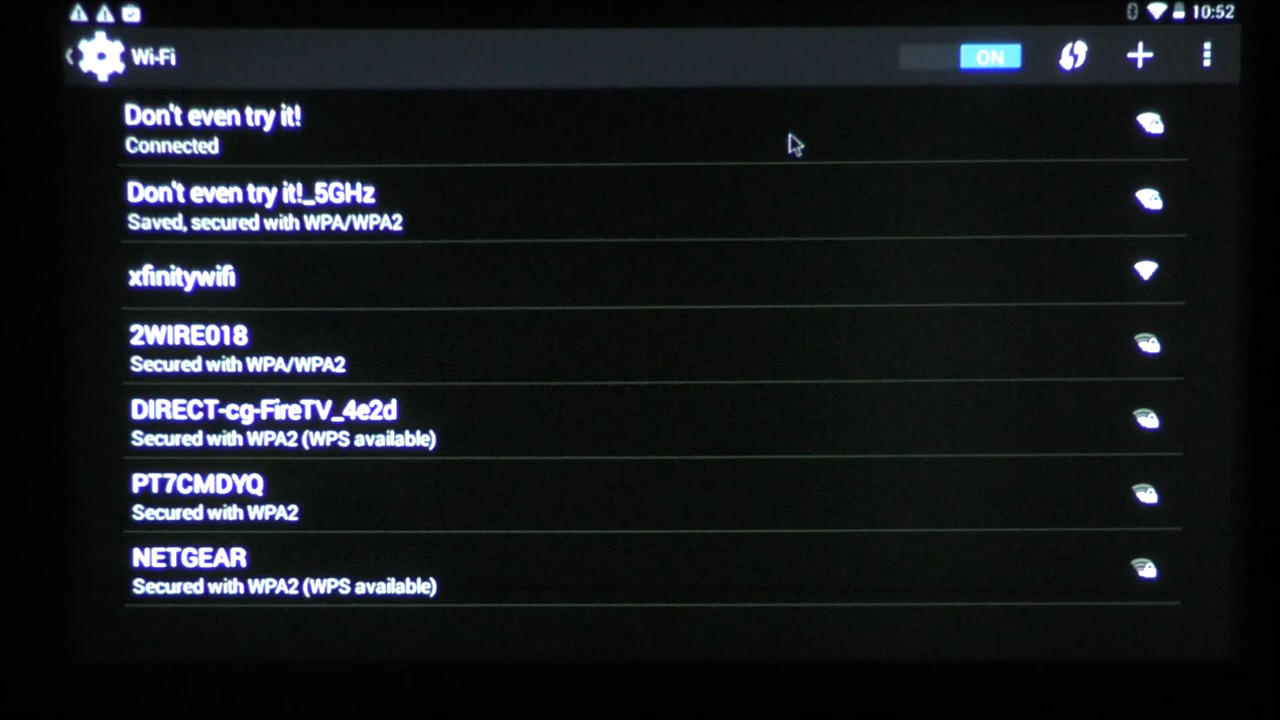 10:52
Wi-Fi
ON
Don't even try it!
Connected
Don't even try it!_5GHz
Saved, secured with WPA/WPA2
xfinitywifi
2WIRE018
Secured with WPA/WPA2
DIRECT-cg-FireTV_4e2d
Secured with WPA2 (WPS available)
PT7CMDYQ
Secured with WPA2
NETGEAR
Secured with WPA2 (WPS available)